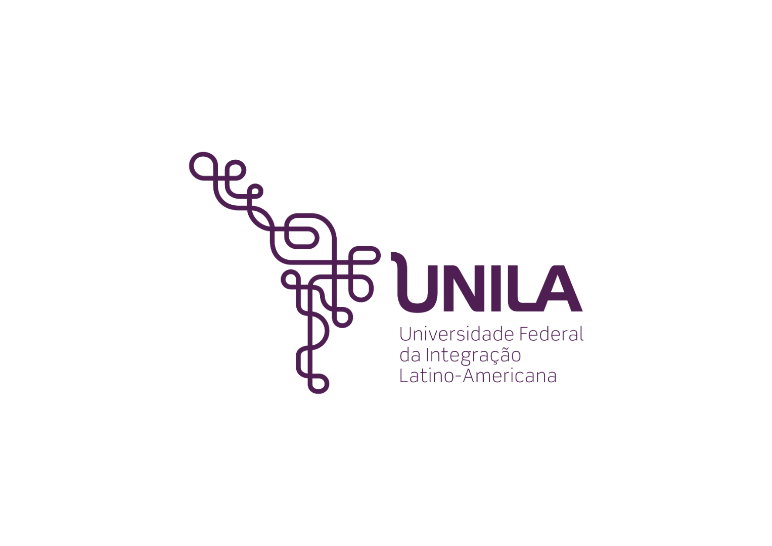 UNILA
Universidade Federal
da Integração
Latino-Americana